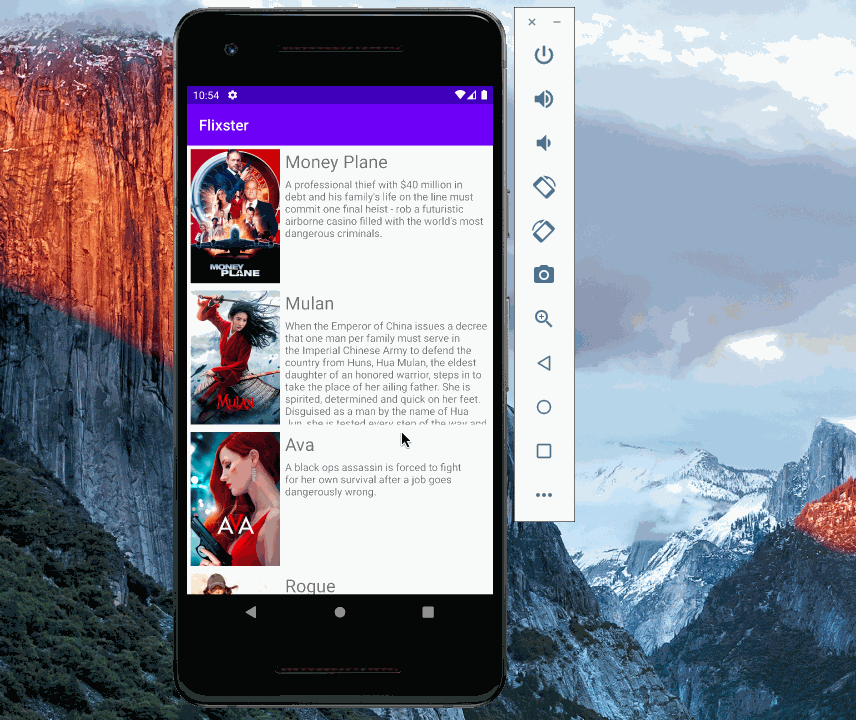 10:54
Flixster
MONEY
PLANE
Money Plane
A professional thief with $40 million in
debt and his family's life on the line must
commit one final heist - rob a futuristic
airborne casino filled with the world's most
dangerous criminals.
MULAN
Mulan
When the Emperor of China issues a decree
that one man per family must serve in
the Imperial Chinese Army to defend the
country from Huns, Hua Mulan, the eldest
daughter of an honored warrior, steps in to
take the place of her ailing father. She is
spirited, determined and quick on her feet.
Disguised as a man by the name of Hua
Jun, she is tested every step of the way and
AVA
Ava
A black ops assassin is forced to fight
for her own survival after a job goes
dangerously wrong.
Rogue